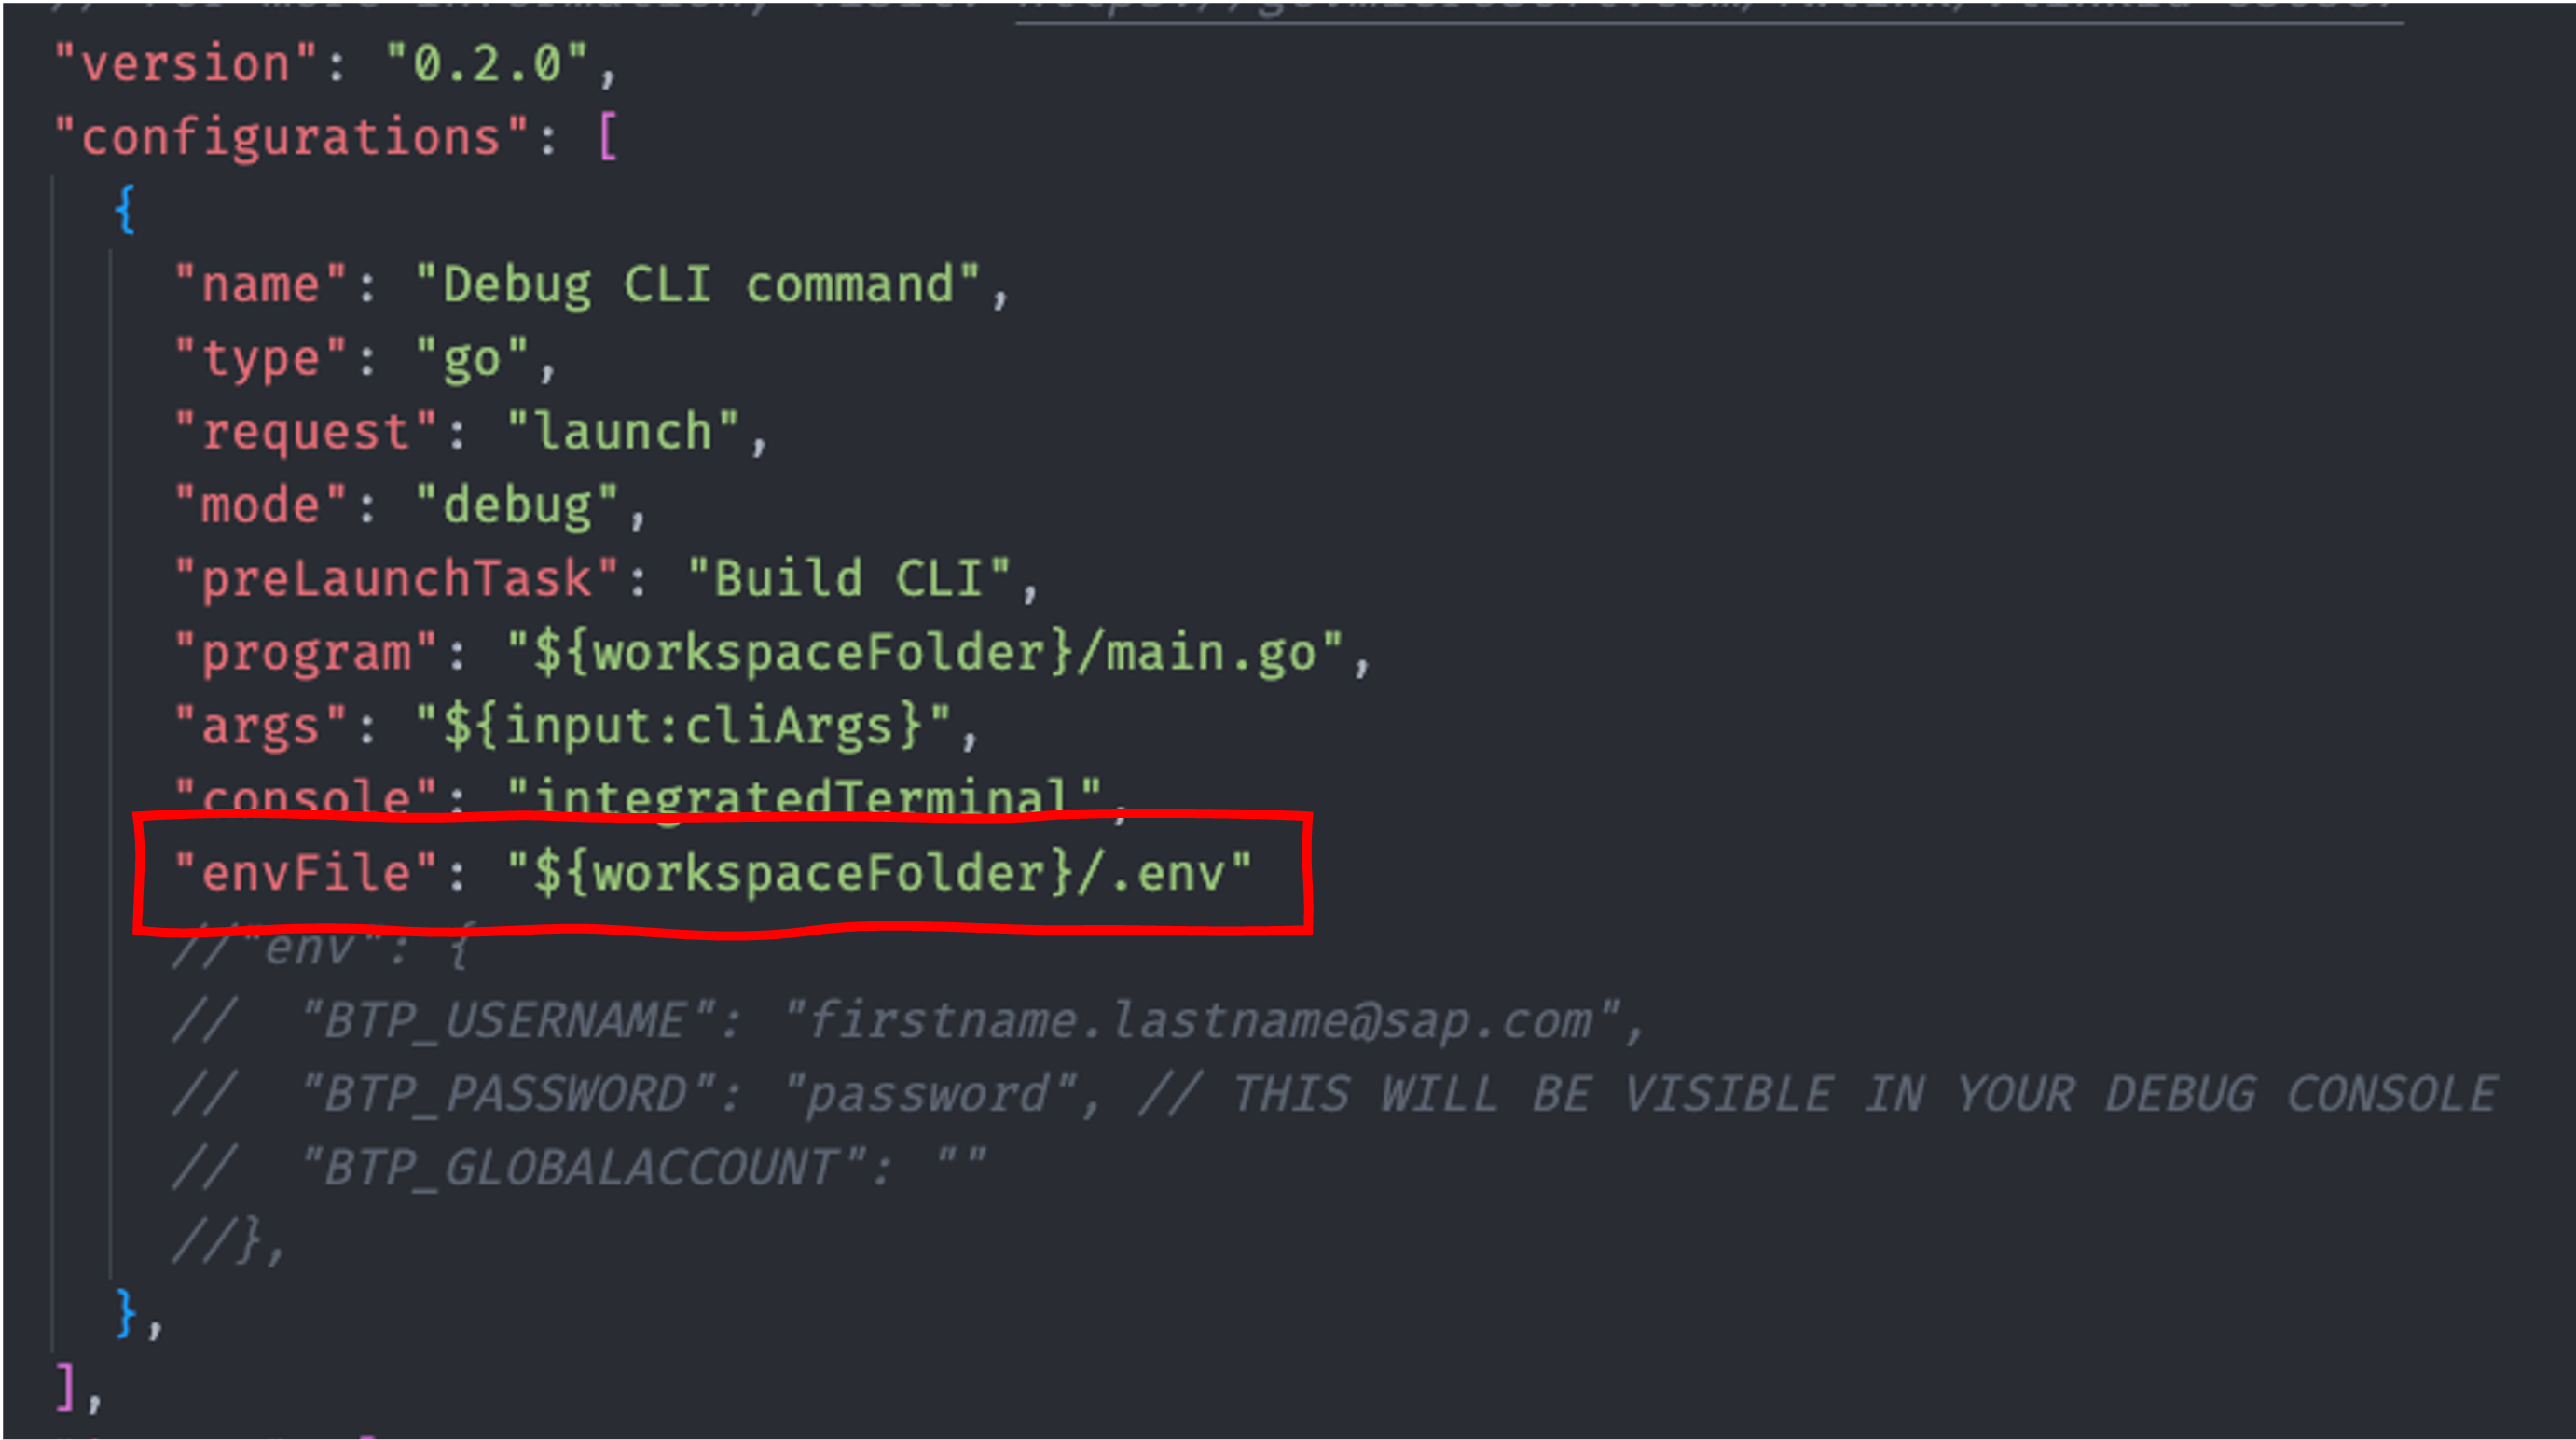 "version": "0.2.0",
"configurations": [
{
"name": "Debug CLI command",
"type": "go",
"request": "launch",
"mode": "debug",
"preLaunchTask": "Build CLI",
"program": "${workspaceFolder}/main.go",
"args": "${input:cliArgs}",
"console": "integratedTerminal",
"envFile": "${workspaceFolder}/.env"
//"env": {
//  "BTP_USERNAME": "firstname.lastname@sap.com",
//  "BTP_PASSWORD": "password", // THIS WILL BE VISIBLE IN YOUR DEBUG CONSOLE
//  "BTP_GLOBALACCOUNT": ""
//},
},
],